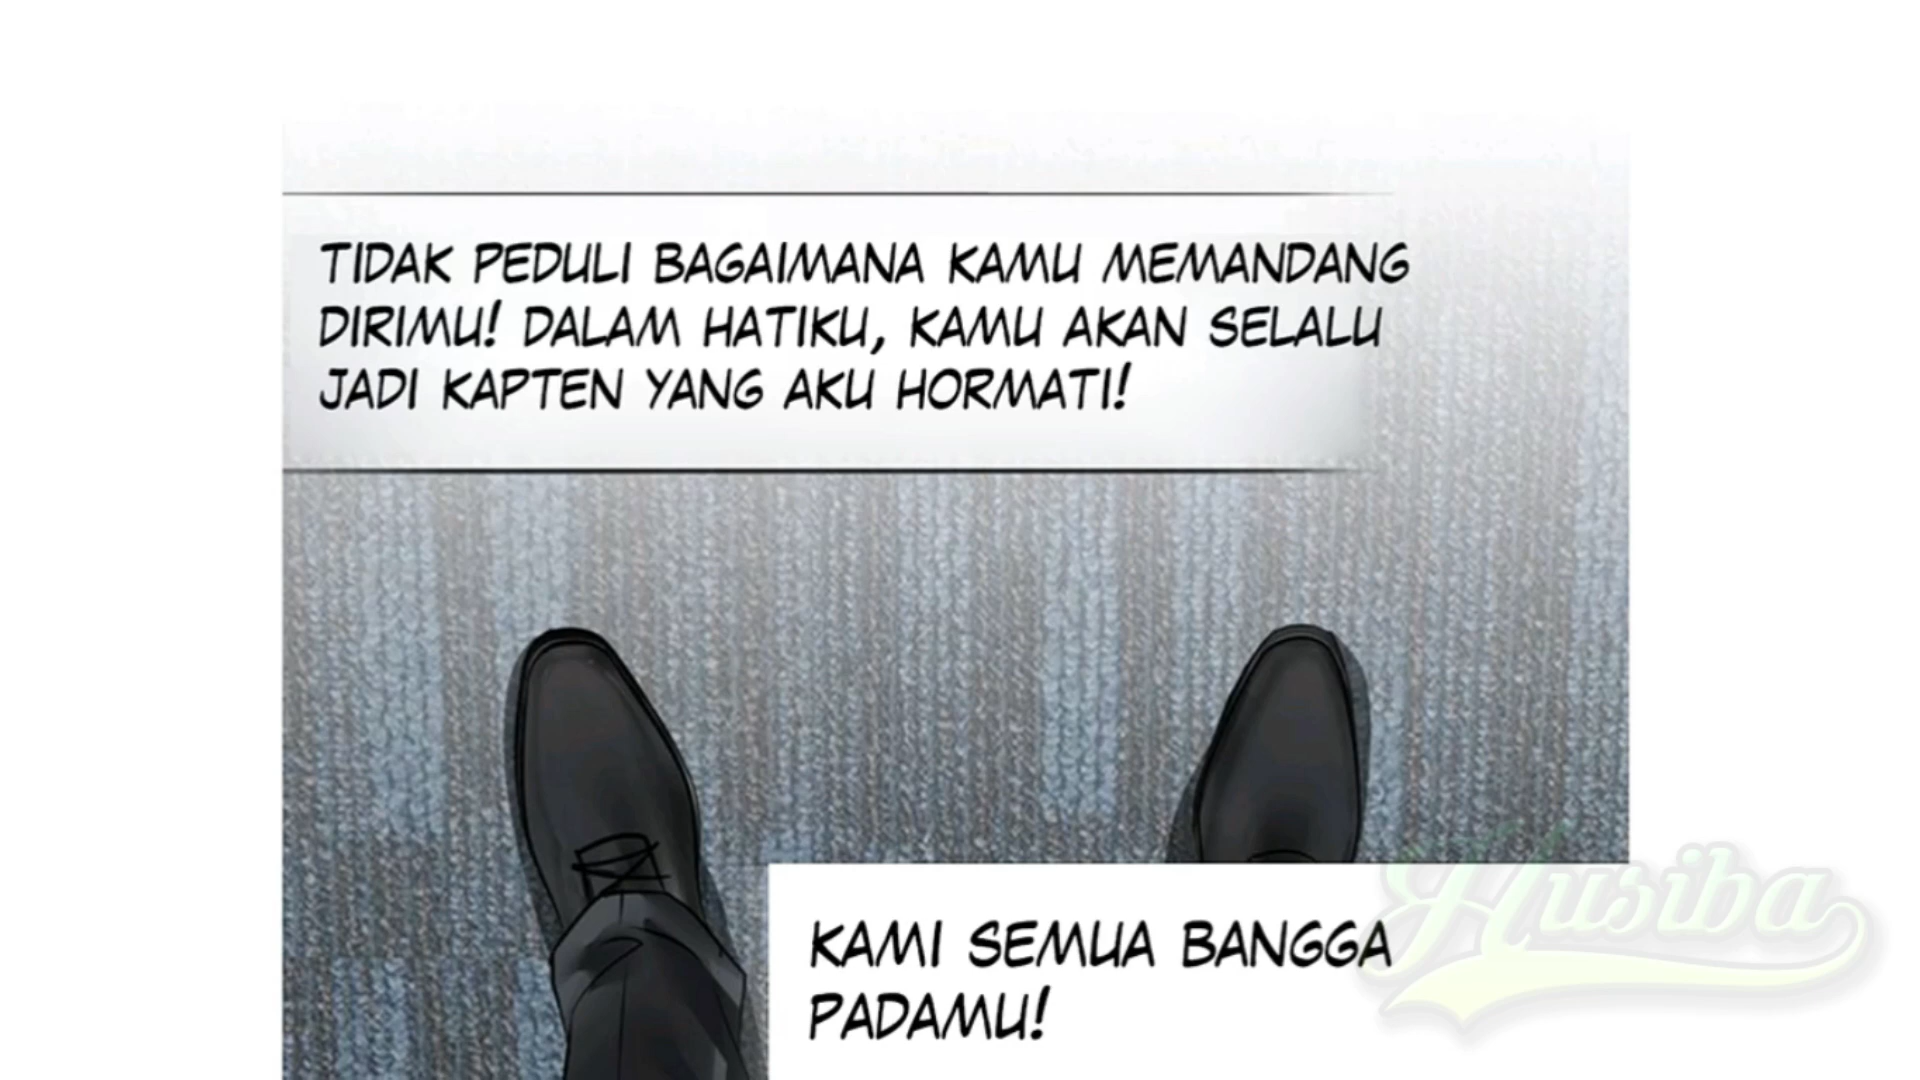 TIDAK PEDULI BAGAIMANA KAMU MEMANDANG
DIRIMU! DALAM HATIKU, KAMU AKAN SELALU
JADI KAPTEN YANG AKU HORMATI!
KAMI SEMUA BANGGA
PADAMU!
Husiba